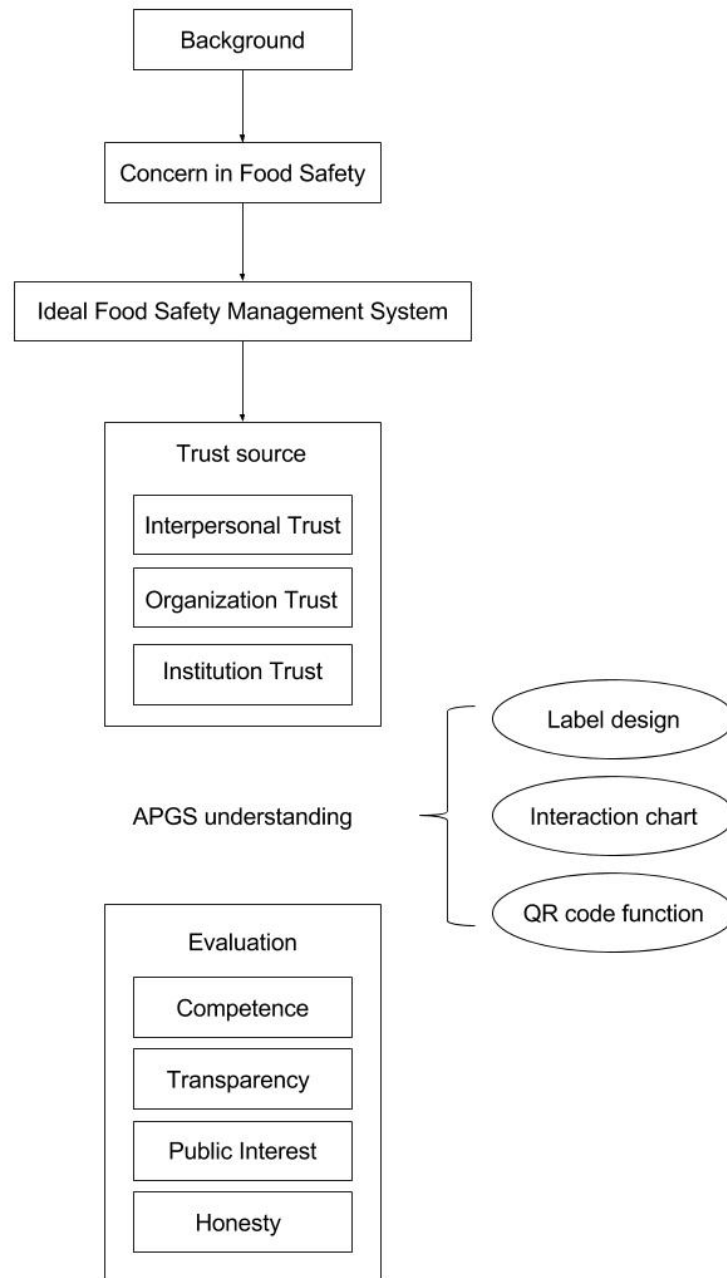 Background
Concern in Food Safety
Ideal Food Safety Management System
Trust source
Interpersonal Trust
Organization Trust
Institution Trust
APGS understanding
Label design
Interaction chart
QR code function
Evaluation
Competence
Transparency
Public Interest
Honesty